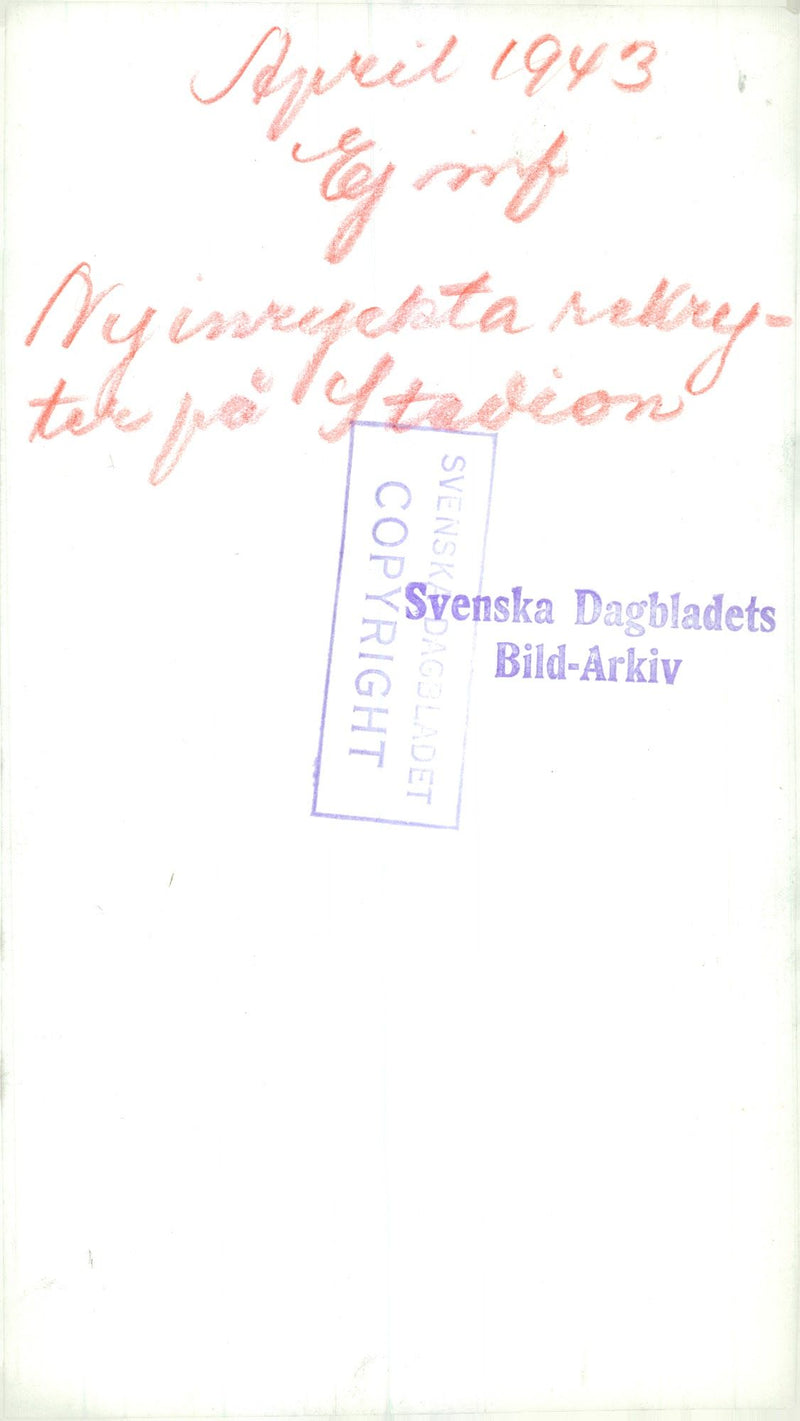 April 1943
Ej inf
Nyinryckta rekry-
ter på Stadion
SVENSKA DAGBLADET
COPYRIGHT
Svenska Dagbladets
Bild-Arkiv